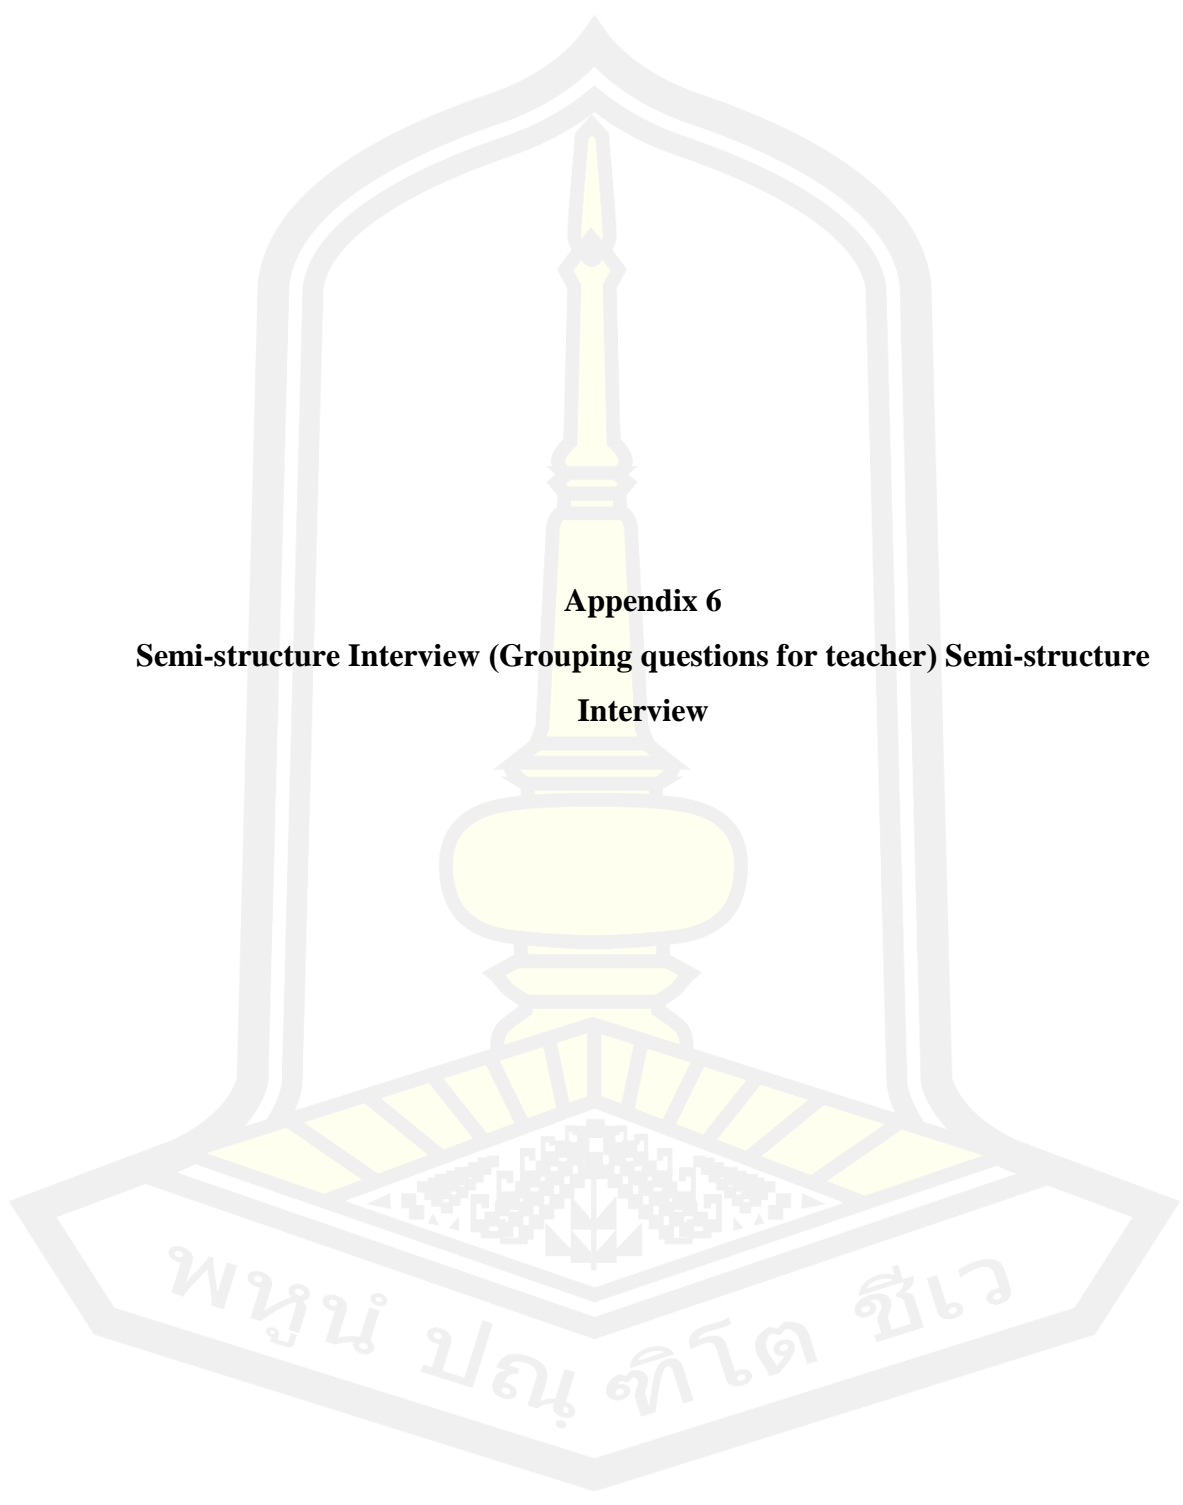 Appendix 6
Semi-structure Interview (Grouping questions for teacher) Semi-structure
Interview
พหูนํ ปณฺฑิโต ชีเว